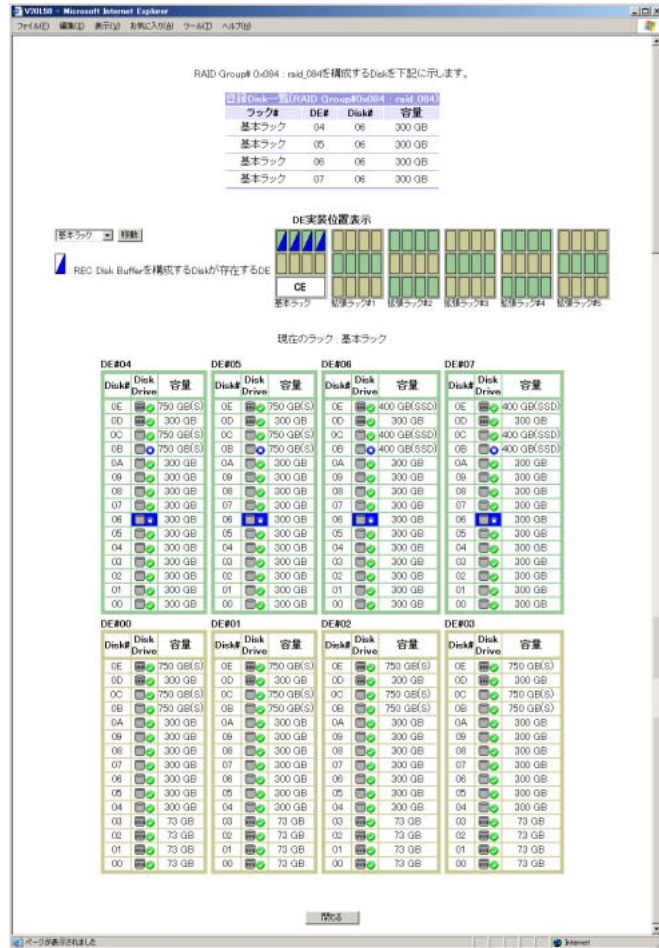 V20L50 - Microsoft Internet Explorer
ファイル(F) 編集(E) 表示(V) お気に入り(A) ツール(T) ヘルプ(H)
RAID Group# 0x084 : raid_084を構成するDiskを下記に示します。
登録Disk一覧(RAID Group#0x084 : raid_084)
ラック# DE# Disk# 容量
基本ラック 04 06 300 GB
基本ラック 05 06 300 GB
基本ラック 06 06 300 GB
基本ラック 07 06 300 GB
DE実装位置表示
基本ラック 移動
REC Disk Bufferを構成するDiskが存在するDE
CE
基本ラック 拡張ラック#1 拡張ラック#2 拡張ラック#3 拡張ラック#4 拡張ラック#5
現在のラック : 基本ラック
DE#04 DE#05 DE#06 DE#07
Disk# Disk Drive 容量 Disk# Disk Drive 容量 Disk# Disk Drive 容量 Disk# Disk Drive 容量
0E 750 GB(S) 0E 750 GB(S) 0E 400 GB(SSD) 0E 400 GB(SSD)
0D 300 GB 0D 300 GB 0D 300 GB 0D 300 GB
0C 750 GB(S) 0C 750 GB(S) 0C 400 GB(SSD) 0C 400 GB(SSD)
0B 750 GB(S) 0B 750 GB(S) 0B 400 GB(SSD) 0B 400 GB(SSD)
0A 300 GB 0A 300 GB 0A 300 GB 0A 300 GB
09 300 GB 09 300 GB 09 300 GB 09 300 GB
08 300 GB 08 300 GB 08 300 GB 08 300 GB
07 300 GB 07 300 GB 07 300 GB 07 300 GB
06 300 GB 06 300 GB 06 300 GB 06 300 GB
05 300 GB 05 300 GB 05 300 GB 05 300 GB
04 300 GB 04 300 GB 04 300 GB 04 300 GB
03 300 GB 03 300 GB 03 300 GB 03 300 GB
02 300 GB 02 300 GB 02 300 GB 02 300 GB
01 300 GB 01 300 GB 01 300 GB 01 300 GB
00 300 GB 00 300 GB 00 300 GB 00 300 GB
DE#00 DE#01 DE#02 DE#03
Disk# Disk Drive 容量 Disk# Disk Drive 容量 Disk# Disk Drive 容量 Disk# Disk Drive 容量
0E 750 GB(S) 0E 750 GB(S) 0E 750 GB(S) 0E 750 GB(S)
0D 300 GB 0D 300 GB 0D 300 GB 0D 300 GB
0C 750 GB(S) 0C 750 GB(S) 0C 750 GB(S) 0C 750 GB(S)
0B 750 GB(S) 0B 750 GB(S) 0B 750 GB(S) 0B 750 GB(S)
0A 300 GB 0A 300 GB 0A 300 GB 0A 300 GB
09 300 GB 09 300 GB 09 300 GB 09 300 GB
08 300 GB 08 300 GB 08 300 GB 08 300 GB
07 300 GB 07 300 GB 07 300 GB 07 300 GB
06 300 GB 06 300 GB 06 300 GB 06 300 GB
05 300 GB 05 300 GB 05 300 GB 05 300 GB
04 300 GB 04 300 GB 04 300 GB 04 300 GB
03 73 GB 03 73 GB 03 73 GB 03 73 GB
02 73 GB 02 73 GB 02 73 GB 02 73 GB
01 73 GB 01 73 GB 01 73 GB 01 73 GB
00 73 GB 00 73 GB 00 73 GB 00 73 GB
閉じる
ページが表示されました Internet